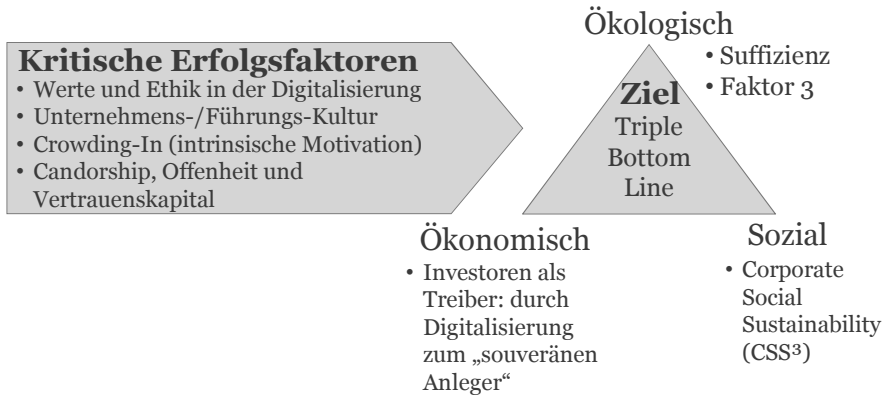 Kritische Erfolgsfaktoren
• Werte und Ethik in der Digitalisierung
• Unternehmens-/Führungs-Kultur
• Crowding-In (intrinsische Motivation)
• Candorship, Offenheit und
Vertrauenskapital
Ökologisch
• Suffizienz
• Faktor 3
Ziel
Triple
Bottom
Line
Ökonomisch
• Investoren als
Treiber: durch
Digitalisierung
zum „souveränen
Anleger“
Sozial
• Corporate
Social
Sustainability
(CSS³)